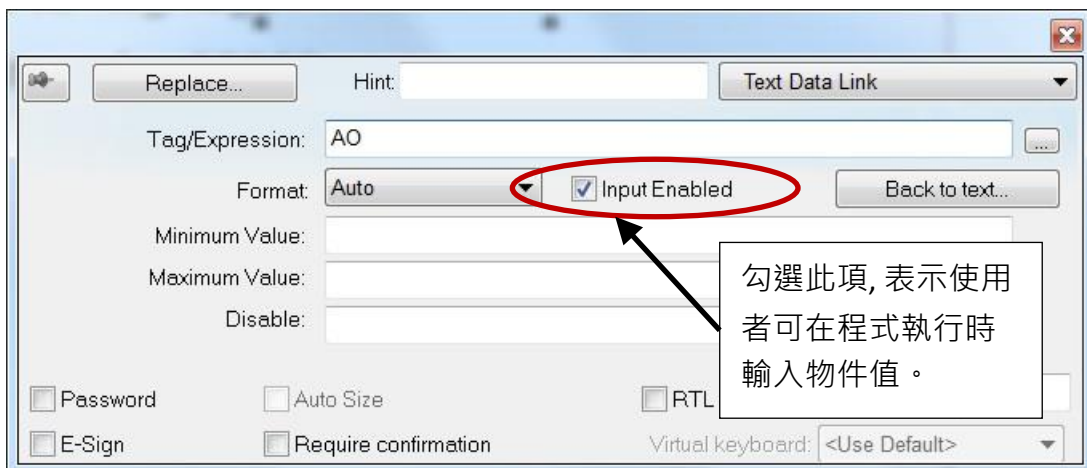 Replace... Hint: Text Data Link
Tag/Expression: AO ...
Format: Auto Input Enabled Back to text...
Minimum Value:
Maximum Value:
Disable:
勾選此項, 表示使用
者可在程式執行時
輸入物件值。
Password Auto Size RTL
E-Sign Require confirmation Virtual keyboard: <Use Default>